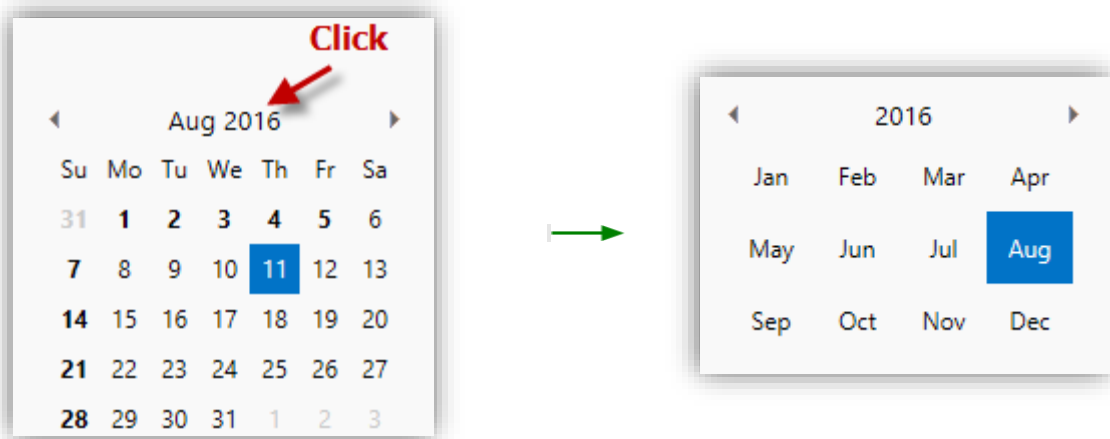 Click
Aug 2016
Su Mo Tu We Th Fr Sa
31 1 2 3 4 5 6
7 8 9 10 11 12 13
14 15 16 17 18 19 20
21 22 23 24 25 26 27
28 29 30 31 1 2 3
2016
Jan Feb Mar Apr
May Jun Jul Aug
Sep Oct Nov Dec